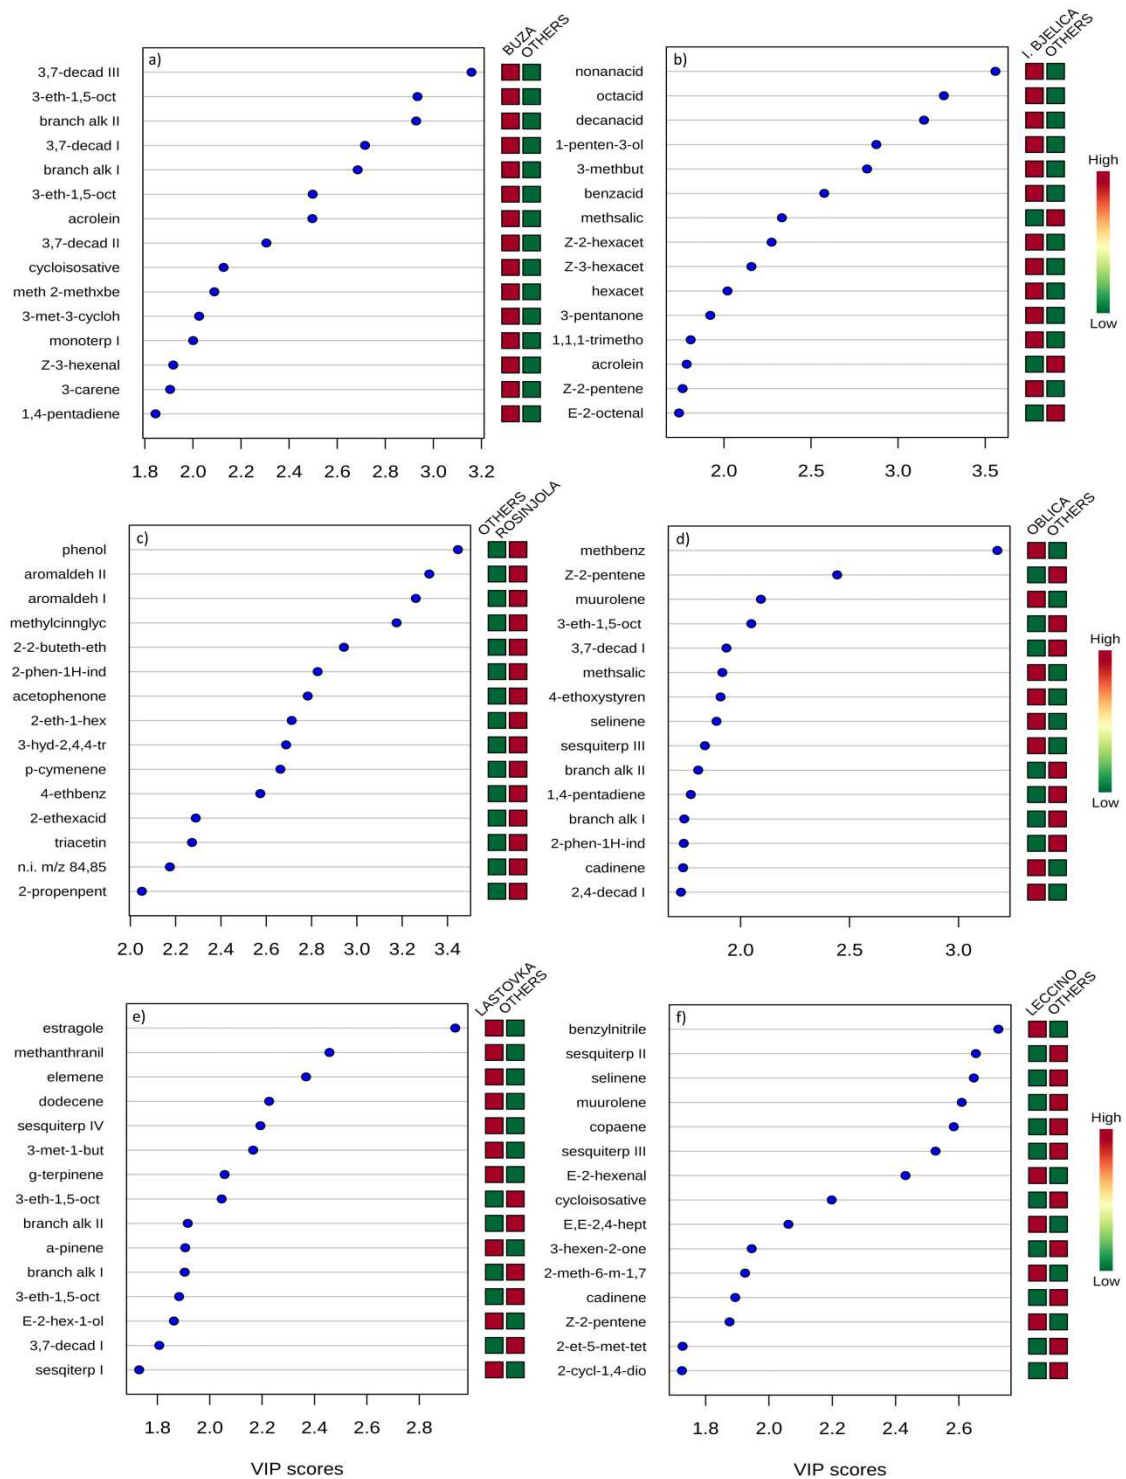 BUZA
OTHERS
a)
3,7-decad III
3-eth-1,5-oct
branch alk II
3,7-decad I
branch alk I
3-eth-1,5-oct
acrolein
3,7-decad II
cycloisosative
meth 2-methxbe
3-met-3-cycloh
monoterp I
Z-3-hexenal
3-carene
1,4-pentadiene
1.8 2.0 2.2 2.4 2.6 2.8 3.0 3.2
I. BJELICA
OTHERS
b)
nonanacid
octacid
decanacid
1-penten-3-ol
3-methbut
benzacid
methsalic
Z-2-hexacet
Z-3-hexacet
hexacet
3-pentanone
1,1,1-trimetho
acrolein
Z-2-pentene
E-2-octenal
2.0 2.5 3.0 3.5
High
Low
OTHERS
ROSINJOLA
c)
phenol
aromaldeh II
aromaldeh I
methylcinnglyc
2-2-buteth-eth
2-phen-1H-ind
acetophenone
2-eth-1-hex
3-hyd-2,4,4-tr
p-cymenene
4-ethbenz
2-ethexacid
triacetin
n.i. m/z 84,85
2-propenpent
2.0 2.2 2.4 2.6 2.8 3.0 3.2 3.4
OBLICA
OTHERS
d)
methbenz
Z-2-pentene
muurolene
3-eth-1,5-oct
3,7-decad I
methsalic
4-ethoxystyren
selinene
sesquiterp III
branch alk II
1,4-pentadiene
branch alk I
2-phen-1H-ind
cadinene
2,4-decad I
2.0 2.5 3.0
High
Low
LASTOVKA
OTHERS
e)
estragole
methanthranil
elemene
dodecene
sesquiterp IV
3-met-1-but
g-terpinene
3-eth-1,5-oct
branch alk II
a-pinene
branch alk I
3-eth-1,5-oct
E-2-hex-1-ol
3,7-decad I
sesqiterp I
1.8 2.0 2.2 2.4 2.6 2.8
VIP scores
LECCINO
OTHERS
f)
benzylnitrile
sesquiterp II
selinene
muurolene
copaene
sesquiterp III
E-2-hexenal
cycloisosative
E,E-2,4-hept
3-hexen-2-one
2-meth-6-m-1,7
cadinene
Z-2-pentene
2-et-5-met-tet
2-cycl-1,4-dio
1.8 2.0 2.2 2.4 2.6
VIP scores
High
Low